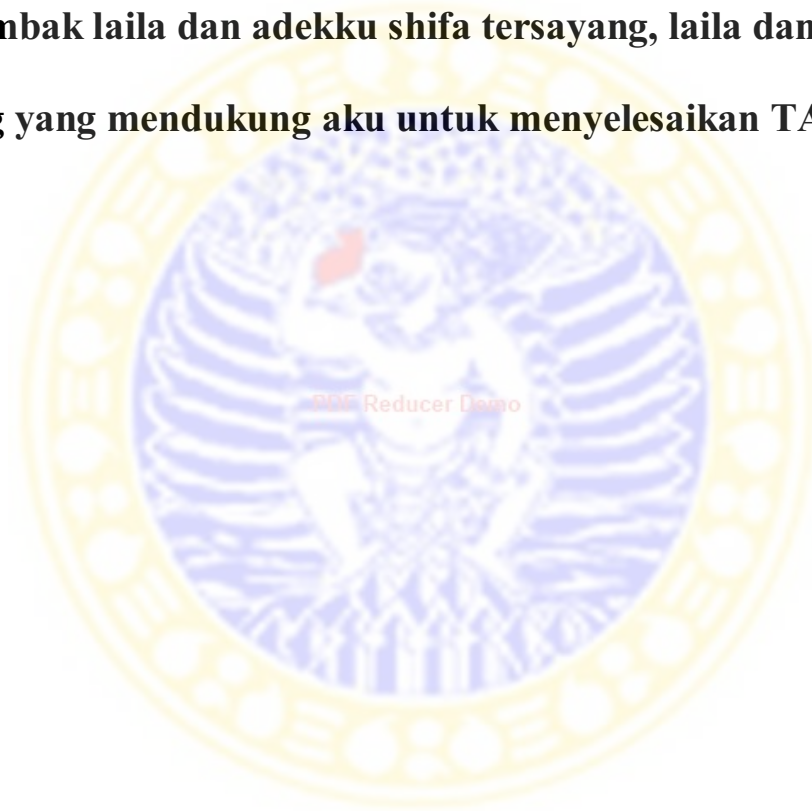 mbak laila dan adekku shifa tersayang, laila dan
yang mendukung aku untuk menyelesaikan TA
PDF Reducer Demo